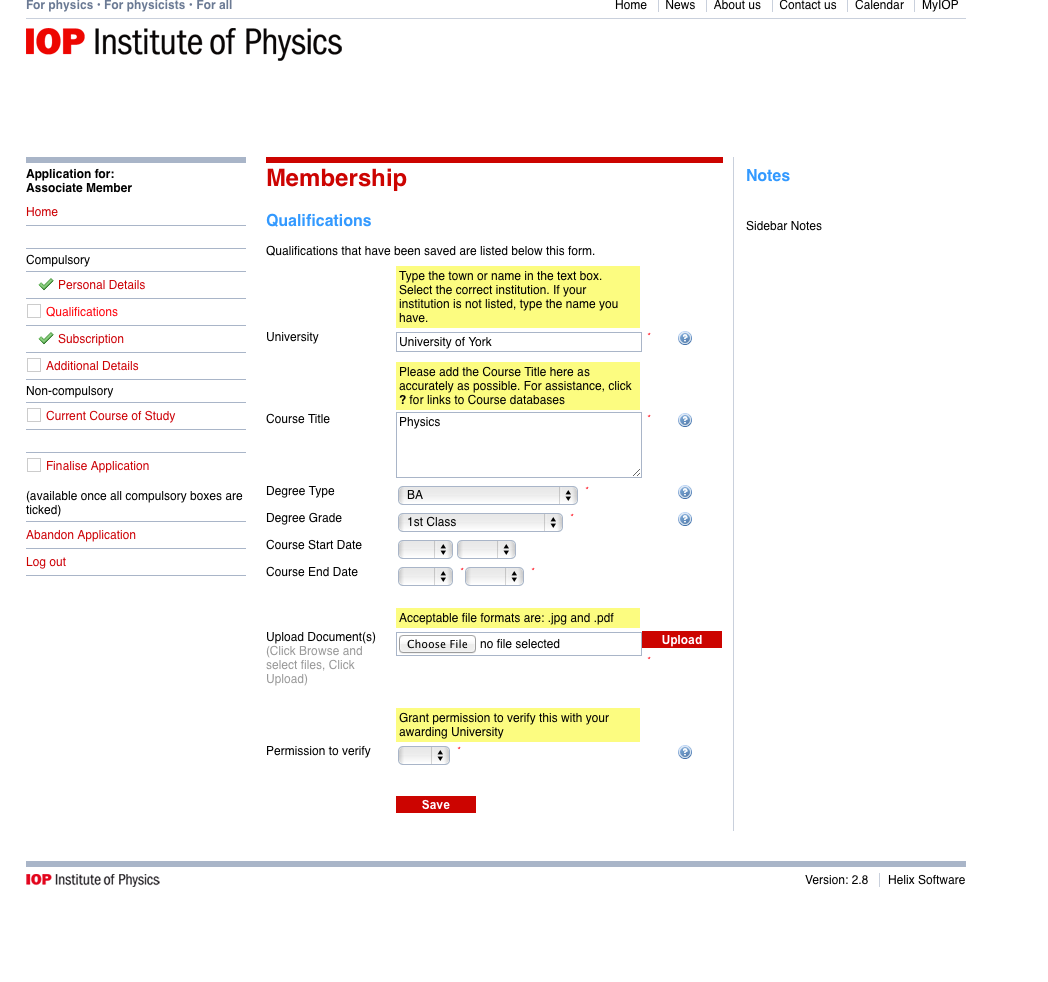 For physics • For physicists • For all
Home News About us Contact us Calendar MyIOP
IOP Institute of Physics
Application for:
Associate Member
Home
Compulsory
Personal Details
Qualifications
Subscription
Additional Details
Non-compulsory
Current Course of Study
Finalise Application
(available once all compulsory boxes are
ticked)
Abandon Application
Log out
Membership
Qualifications
Qualifications that have been saved are listed below this form.
Type the town or name in the text box.
Select the correct institution. If your
institution is not listed, type the name you
have.
University University of York * ?
Please add the Course Title here as
accurately as possible. For assistance, click
? for links to Course databases
Course Title Physics * ?
Degree Type BA * ?
Degree Grade 1st Class * ?
Course Start Date
Course End Date * *
Acceptable file formats are: .jpg and .pdf
Upload Document(s) Choose File no file selected Upload
(Click Browse and *
select files, Click
Upload)
Grant permission to verify this with your
awarding University
Permission to verify * ?
Save
Notes
Sidebar Notes
IOP Institute of Physics
Version: 2.8 Helix Software